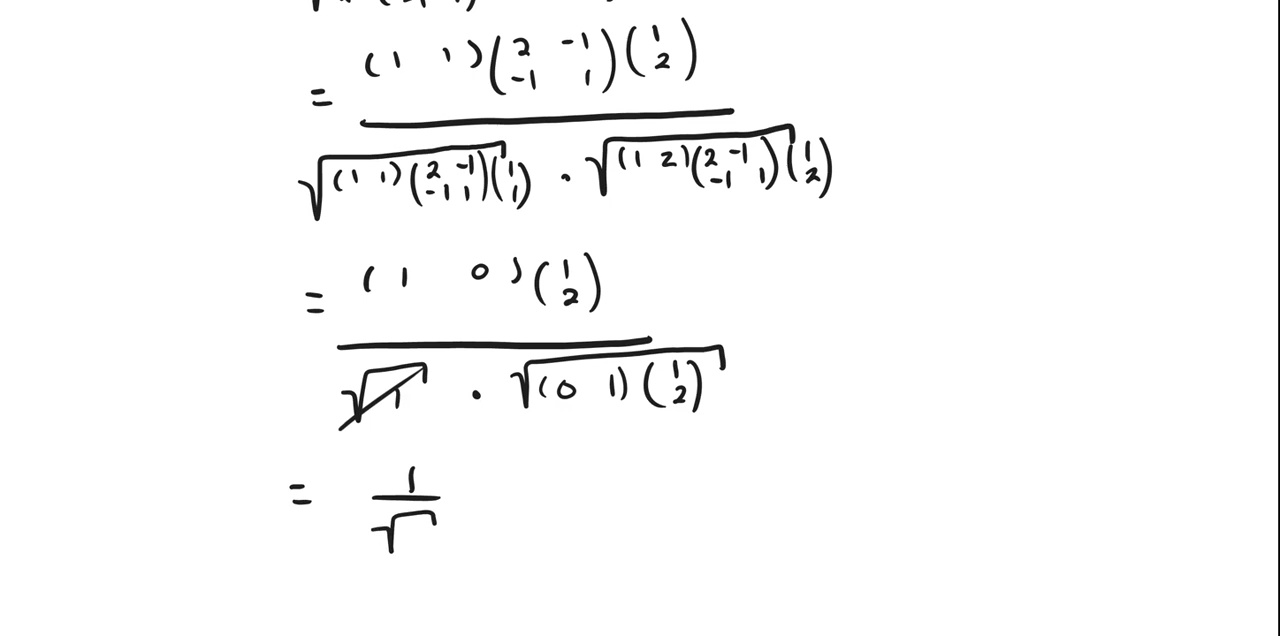 = (1 1)(2 -1 -1 1)(1 2)
√(1 1)(2 -1 -1 1)(1 1) · √(1 2)(2 -1 -1 1)(1 2)
= (1 0)(1 2)
√1 · √(0 1)(1 2)
= 1
√